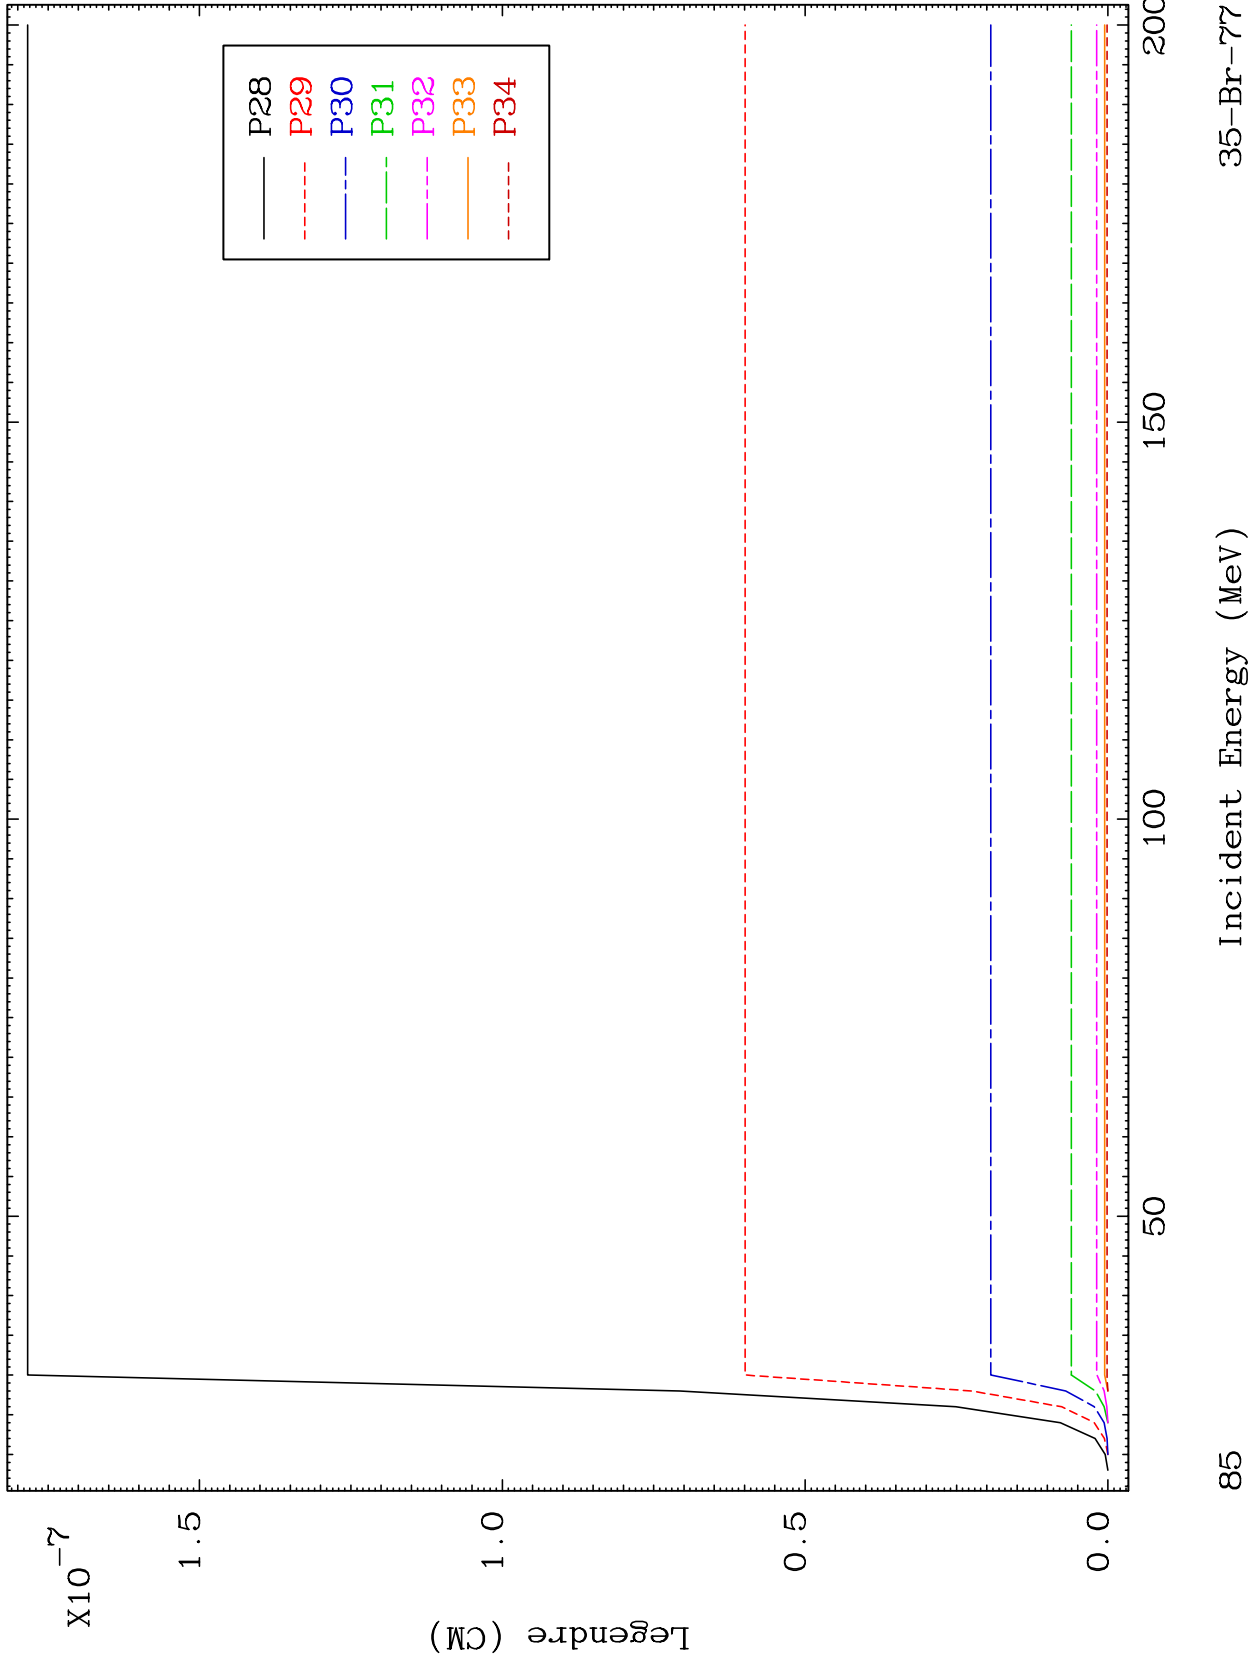 X10-7
1.5
1.0
0.5
0.0
Legendre (CM)
P28
P29
P30
P31
P32
P33
P34
50
100
150
200
85
Incident Energy (MeV)
35-Br-77